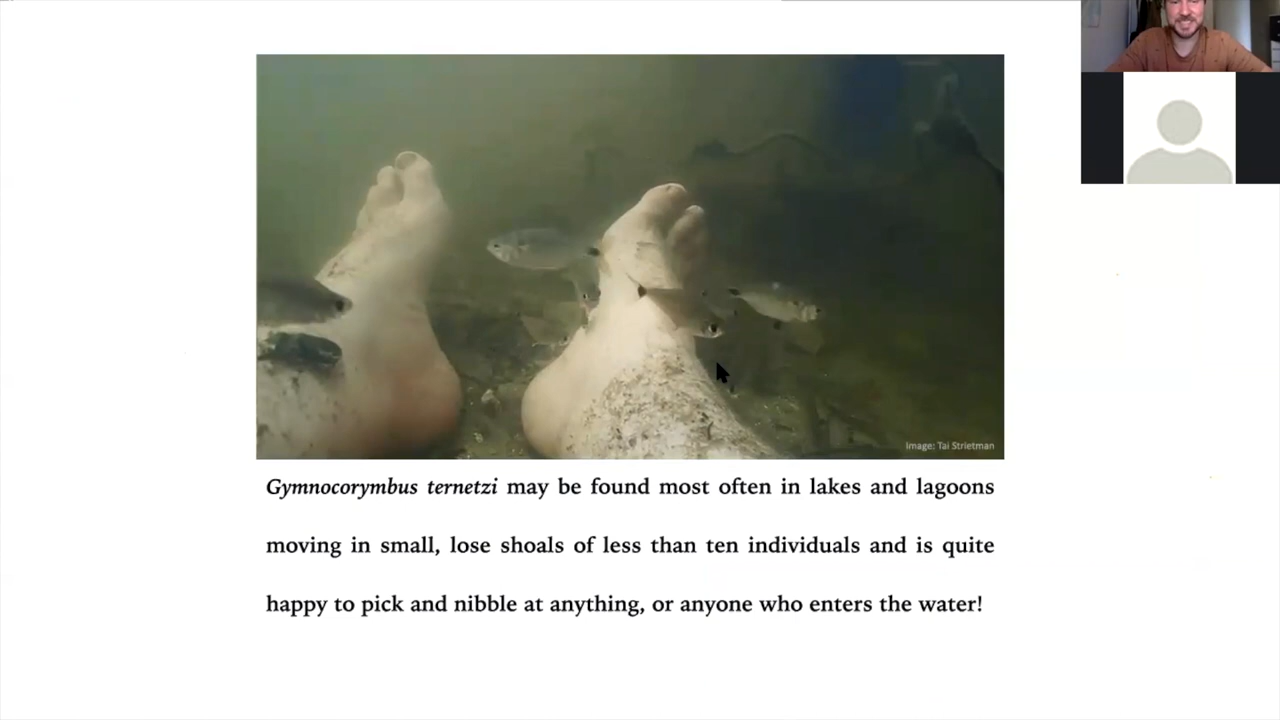 Image: Tai Strietman
Gymnocorymbus ternetzi may be found most often in lakes and lagoons
moving in small, lose shoals of less than ten individuals and is quite
happy to pick and nibble at anything, or anyone who enters the water!